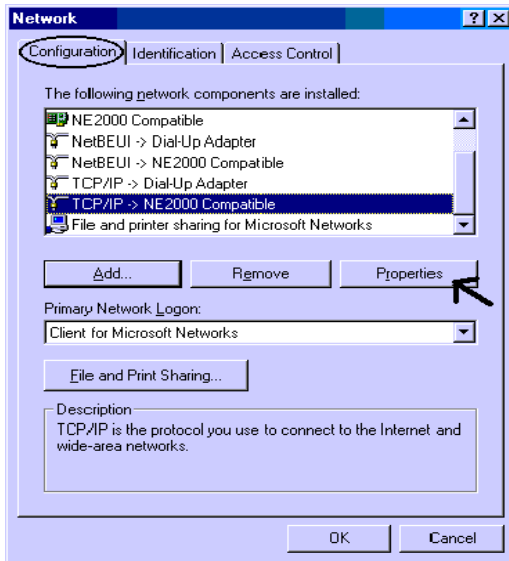 Network
Configuration Identification Access Control
The following network components are installed:
NE2000 Compatible
NetBEUI -> Dial-Up Adapter
NetBEUI -> NE2000 Compatible
TCP/IP -> Dial-Up Adapter
TCP/IP -> NE2000 Compatible
File and printer sharing for Microsoft Networks
Add... Remove Properties
Primary Network Logon:
Client for Microsoft Networks
File and Print Sharing...
Description
TCP/IP is the protocol you use to connect to the Internet and
wide-area networks.
OK Cancel